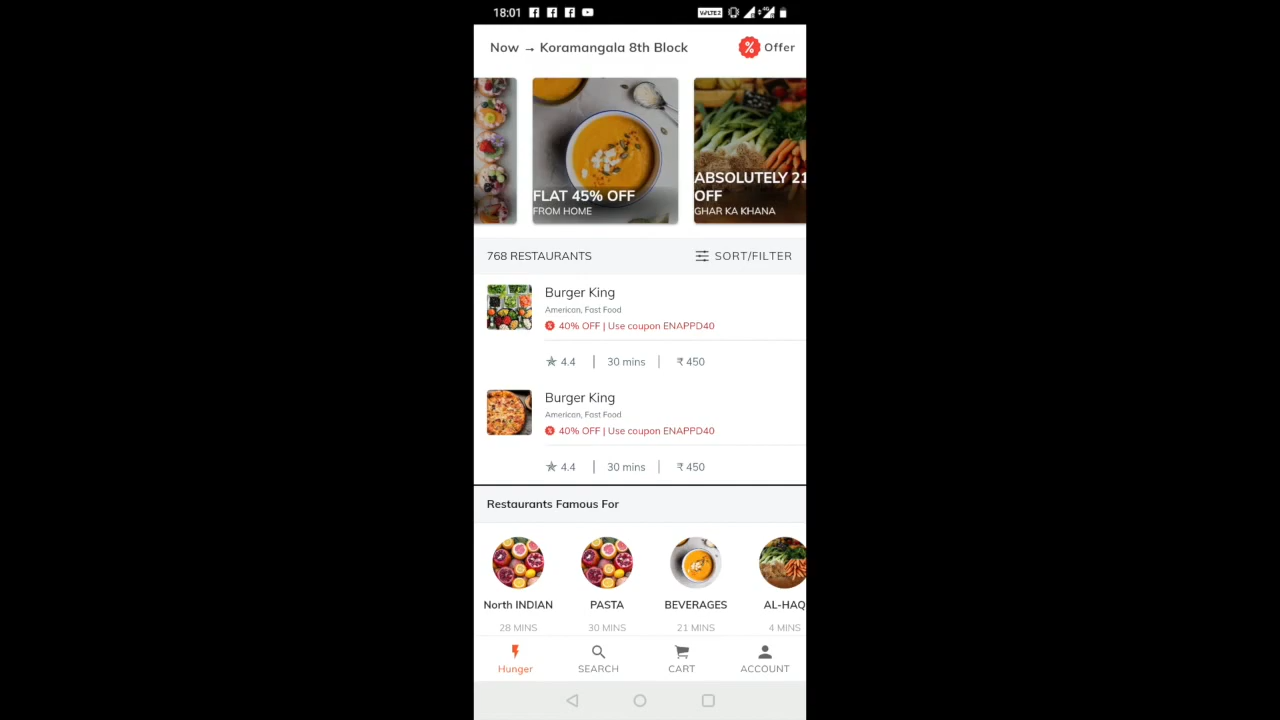 18:01
VoLTE2
4G
Now → Koramangala 8th Block
Offer
FLAT 45% OFF
FROM HOME
ABSOLUTELY 21
OFF
GHAR KA KHANA
768 RESTAURANTS
SORT/FILTER
Burger King
American, Fast Food
40% OFF | Use coupon ENAPPD40
4.4 | 30 mins | ₹ 450
Burger King
American, Fast Food
40% OFF | Use coupon ENAPPD40
4.4 | 30 mins | ₹ 450
Restaurants Famous For
North INDIAN
PASTA
BEVERAGES
AL-HAQ
28 MINS
30 MINS
21 MINS
4 MINS
Hunger
SEARCH
CART
ACCOUNT